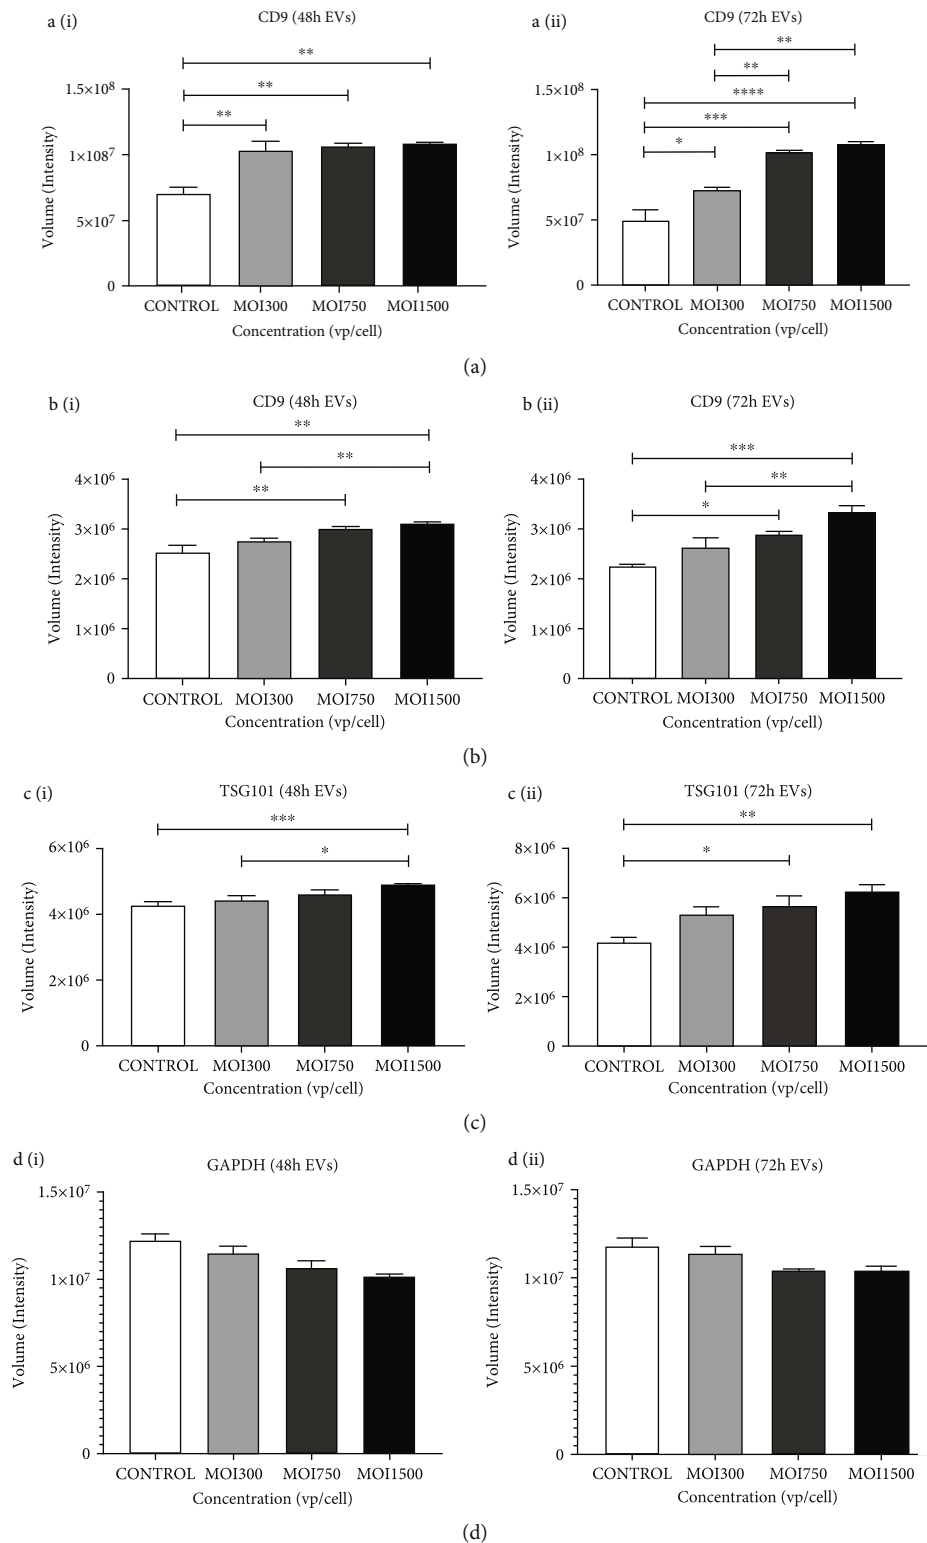 a (i)
CD9 (48h EVs)
**
**
**
1.5×10⁸
1×108⁷
5×10⁷
0
Volume (Intensity)
CONTROL MOI300 MOI750 MOI1500
Concentration (vp/cell)
a (ii)
CD9 (72h EVs)
**
**
****
***
*
1.5×10⁸
1×10⁸
5×10⁷
0
Volume (Intensity)
CONTROL MOI300 MOI750 MOI1500
Concentration (vp/cell)
(a)
b (i)
CD9 (48h EVs)
**
**
**
4×10⁶
3×10⁶
2×10⁶
1×10⁶
0
Volume (Intensity)
CONTROL MOI300 MOI750 MOI1500
Concentration (vp/cell)
b (ii)
CD9 (72h EVs)
***
**
*
4×10⁶
3×10⁶
2×10⁶
1×10⁶
0
Volume (Intensity)
CONTROL MOI300 MOI750 MOI1500
Concentration (vp/cell)
(b)
c (i)
TSG101 (48h EVs)
***
*
6×10⁶
4×10⁶
2×10⁶
0
Volume (Intensity)
CONTROL MOI300 MOI750 MOI1500
Concentration (vp/cell)
c (ii)
TSG101 (72h EVs)
**
*
8×10⁶
6×10⁶
4×10⁶
2×10⁶
0
Volume (Intensity)
CONTROL MOI300 MOI750 MOI1500
Concentration (vp/cell)
(c)
d (i)
GAPDH (48h EVs)
1.5×10⁷
1×10⁷
5×10⁶
0
Volume (Intensity)
CONTROL MOI300 MOI750 MOI1500
Concentration (vp/cell)
d (ii)
GAPDH (72h EVs)
1.5×10⁷
1×10⁷
5×10⁶
0
Volume (Intensity)
CONTROL MOI300 MOI750 MOI1500
Concentration (vp/cell)
(d)